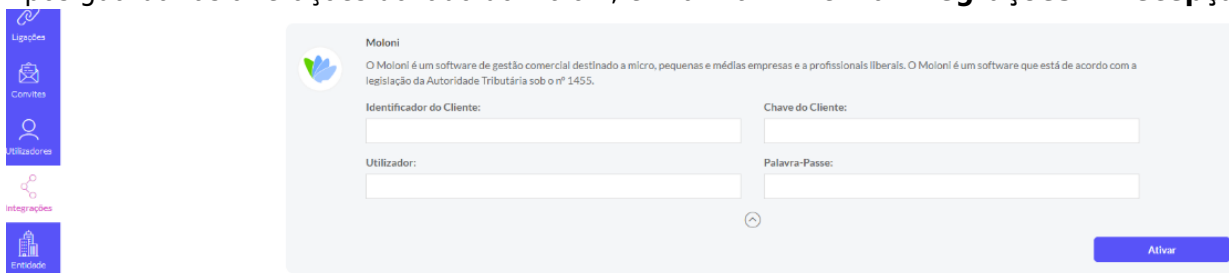 Ligações
Convites
Utilizadores
Integrações
Entidade
Moloni
O Moloni é um software de gestão comercial destinado a micro, pequenas e médias empresas e a profissionais liberais. O Moloni é um software que está de acordo com a
legislação da Autoridade Tributária sob o nº 1455.
Identificador do Cliente:
Chave do Cliente:
Utilizador:
Palavra-Passe:
Ativar